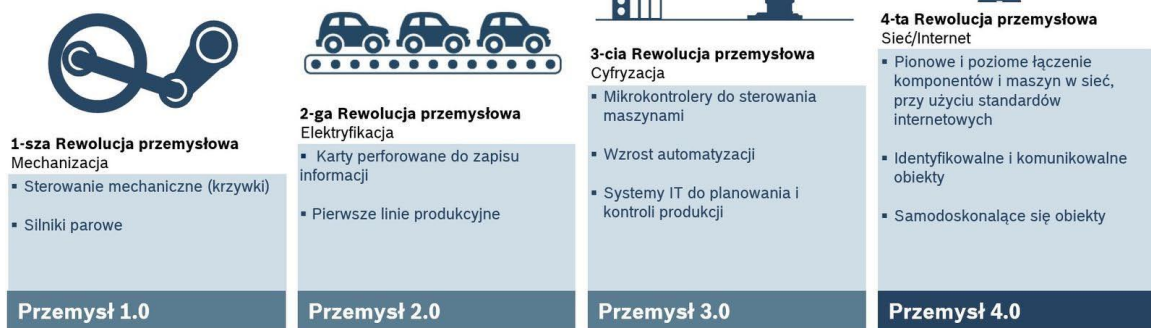 1-sza Rewolucja przemysłowa
Mechanizacja
▪ Sterowanie mechaniczne (krzywki)
▪ Silniki parowe
Przemysł 1.0
2-ga Rewolucja przemysłowa
Elektryfikacja
▪ Karty perforowane do zapisu
informacji
▪ Pierwsze linie produkcyjne
Przemysł 2.0
3-cia Rewolucja przemysłowa
Cyfryzacja
▪ Mikrokontrolery do sterowania
maszynami
▪ Wzrost automatyzacji
▪ Systemy IT do planowania i
kontroli produkcji
Przemysł 3.0
4-ta Rewolucja przemysłowa
Sieć/Internet
▪ Pionowe i poziome łączenie
komponentów i maszyn w sieć,
przy użyciu standardów
internetowych
▪ Identyfikowalne i komunikowalne
obiekty
▪ Samodoskonalące się obiekty
Przemysł 4.0